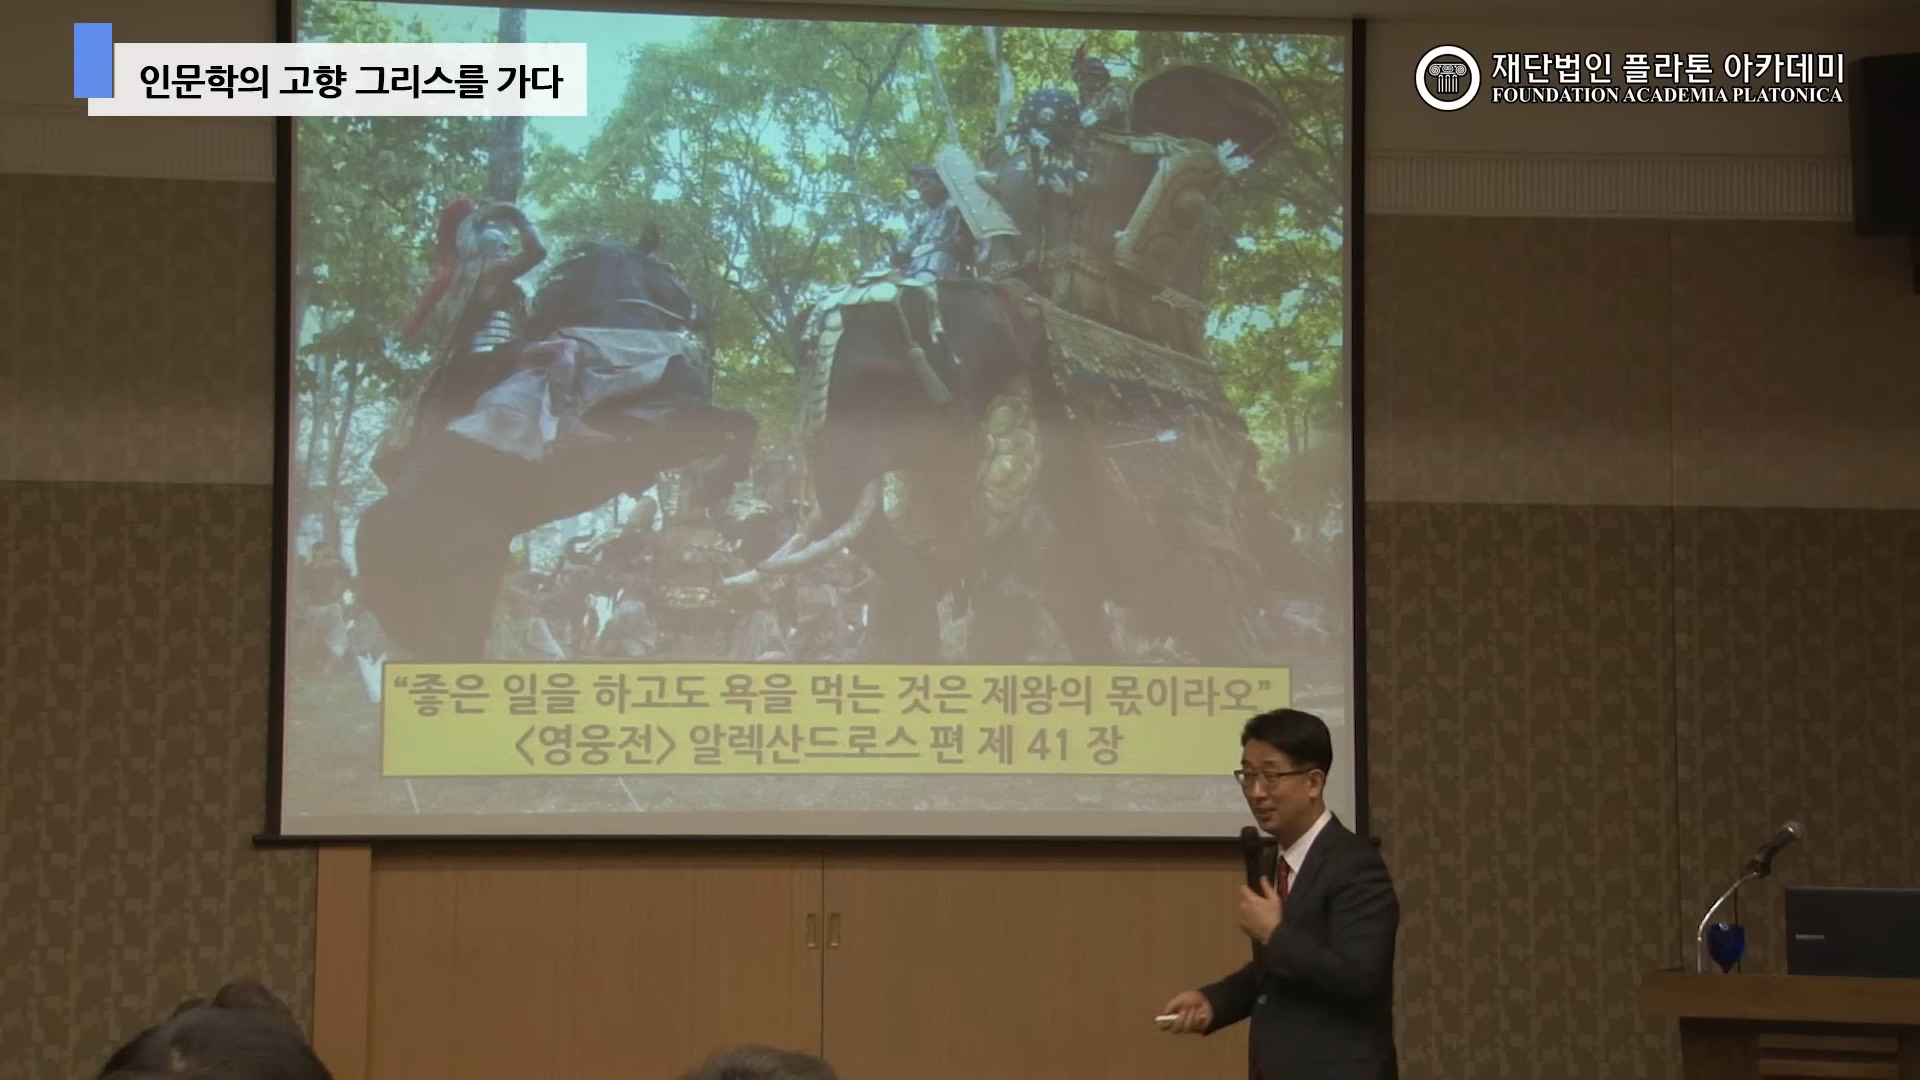 인문학의 고향 그리스를 가다
재단법인 플라톤 아카데미
FOUNDATION ACADEMIA PLATONICA
“좋은 일을 하고도 욕을 먹는 것은 제왕의 몫이라오”
<영웅전> 알렉산드로스 편 제 41 장
SAMSUNG